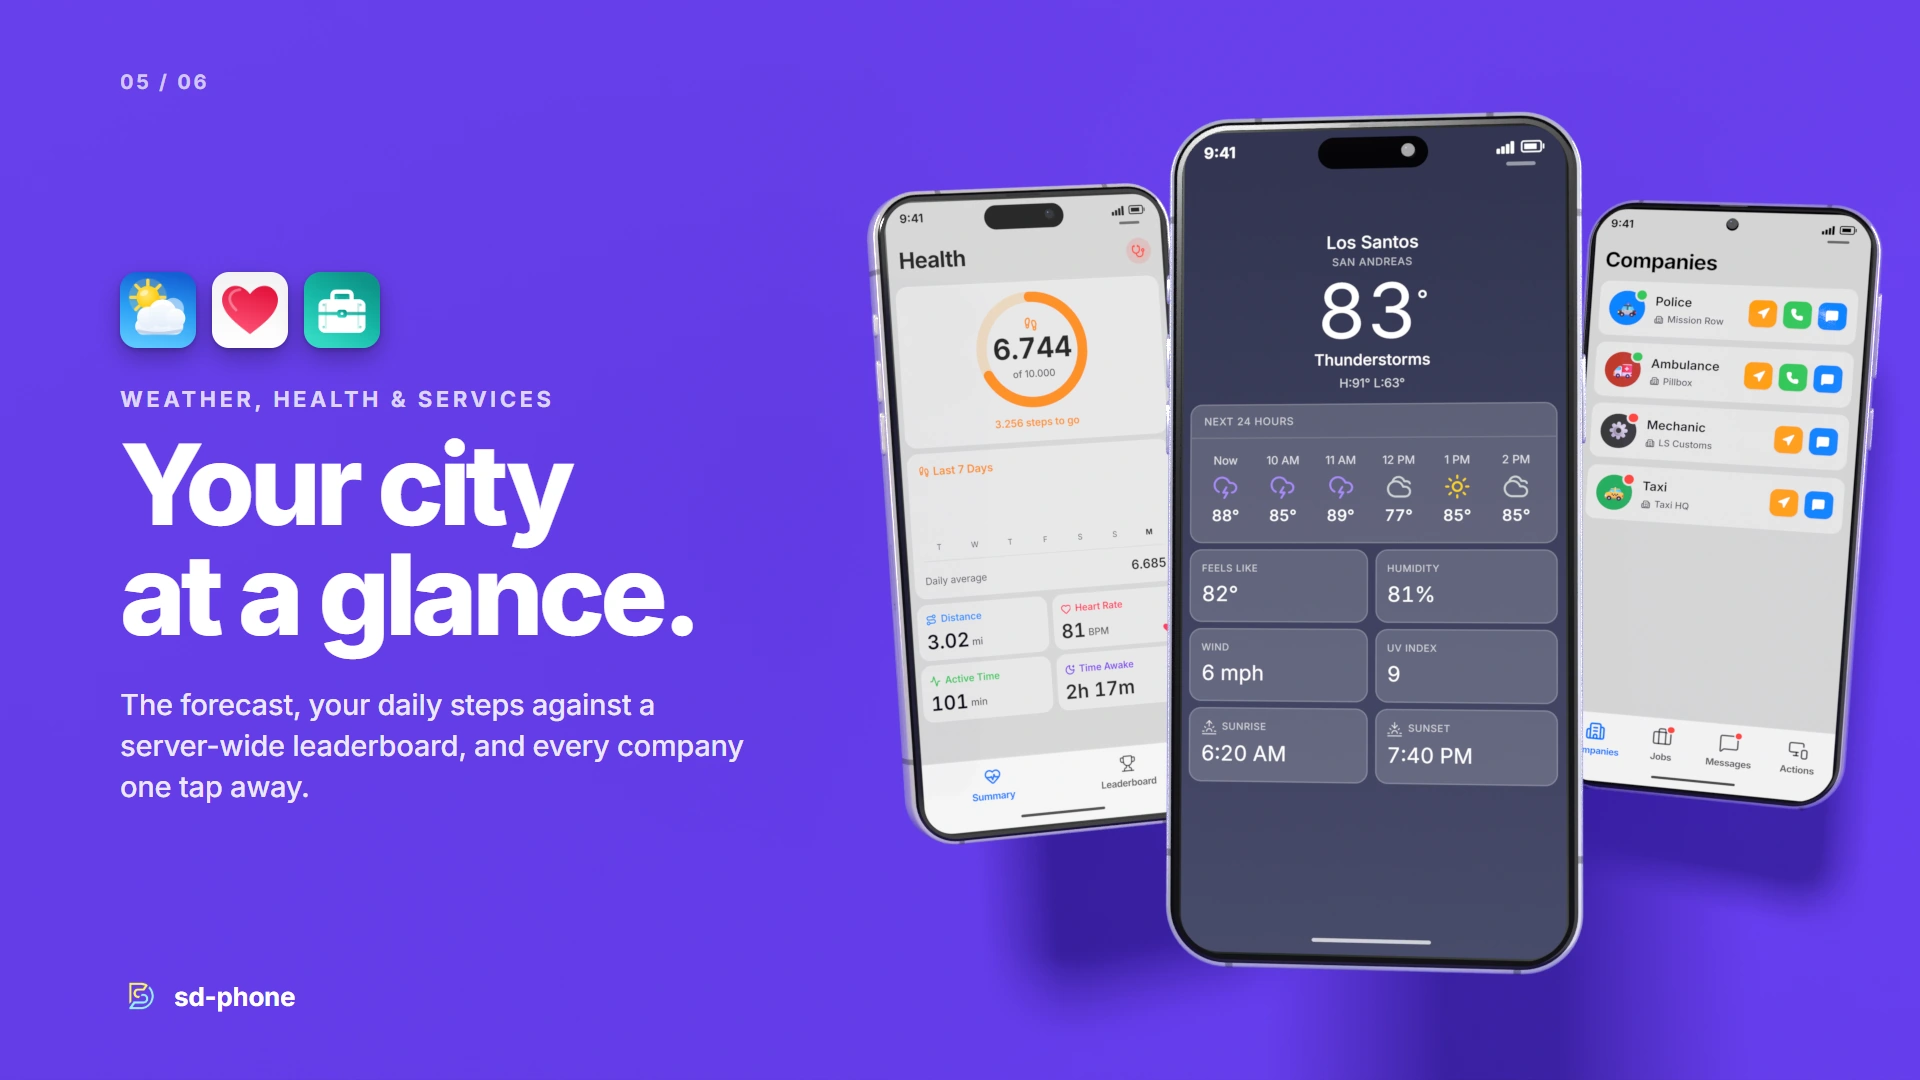 05 / 06
WEATHER, HEALTH & SERVICES
Your city
at a glance.
The forecast, your daily steps against a
server-wide leaderboard, and every company
one tap away.
sd-phone
9:41
Health
6.744
of 10.000
3.256 steps to go
Last 7 Days
T W T F S S M
Daily average 6.685
Distance
3.02 mi
Heart Rate
81 BPM
Active Time
101 min
Time Awake
2h 17m
Summary
Leaderboard
9:41
Los Santos
SAN ANDREAS
83°
Thunderstorms
H:91° L:63°
NEXT 24 HOURS
Now 10 AM 11 AM 12 PM 1 PM 2 PM
88° 85° 89° 77° 85° 85°
FEELS LIKE
82°
HUMIDITY
81%
WIND
6 mph
UV INDEX
9
SUNRISE
6:20 AM
SUNSET
7:40 PM
9:41
Companies
Police
Mission Row
Ambulance
Pillbox
Mechanic
LS Customs
Taxi
Taxi HQ
mpanies
Jobs
Messages
Actions